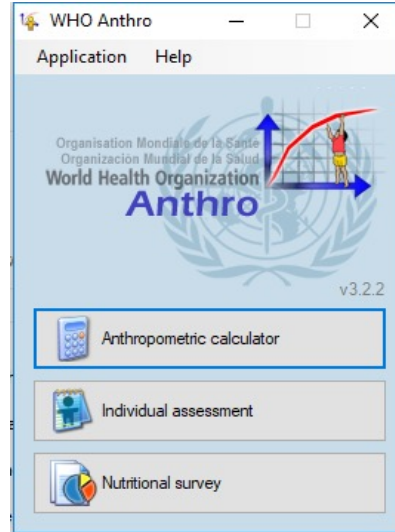 WHO Anthro
Application Help
Organisation Mondiale de la Santé
Organización Mundial de la Salud
World Health Organization
Anthro
v3.2.2
Anthropometric calculator
Individual assessment
Nutritional survey